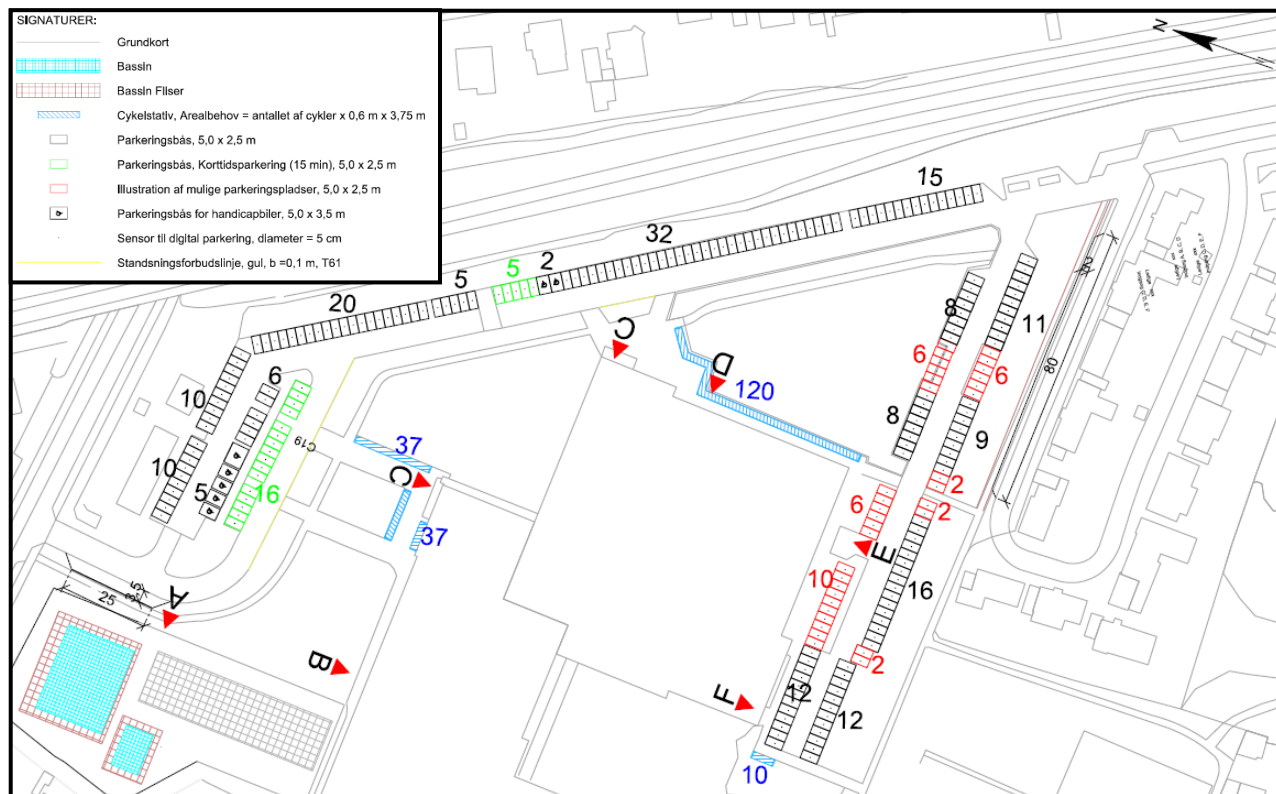 SIGNATURER:
Grundkort
Bassin
Bassin Fliser
Cykelstativ, Arealbehov = antallet af cykler x 0,6 m x 3,75 m
Parkeringsbås, 5,0 x 2,5 m
Parkeringsbås, Korttidsparkering (15 min), 5,0 x 2,5 m
Illustration af mulige parkeringspladser, 5,0 x 2,5 m
Parkeringsbås for handicapbiler, 5,0 x 3,5 m
Sensor til digital parkering, diameter = 5 cm
Standsningsforbudslinje, gul, b =0,1 m, T61
N
15
32
2
5
5
20
8
11
6
6
80
C
D
120
6
10
8
9
10
C19
37
C
16
5
37
2
2
6
E
16
10
2
25
3,5
A
B
F
12
12
10